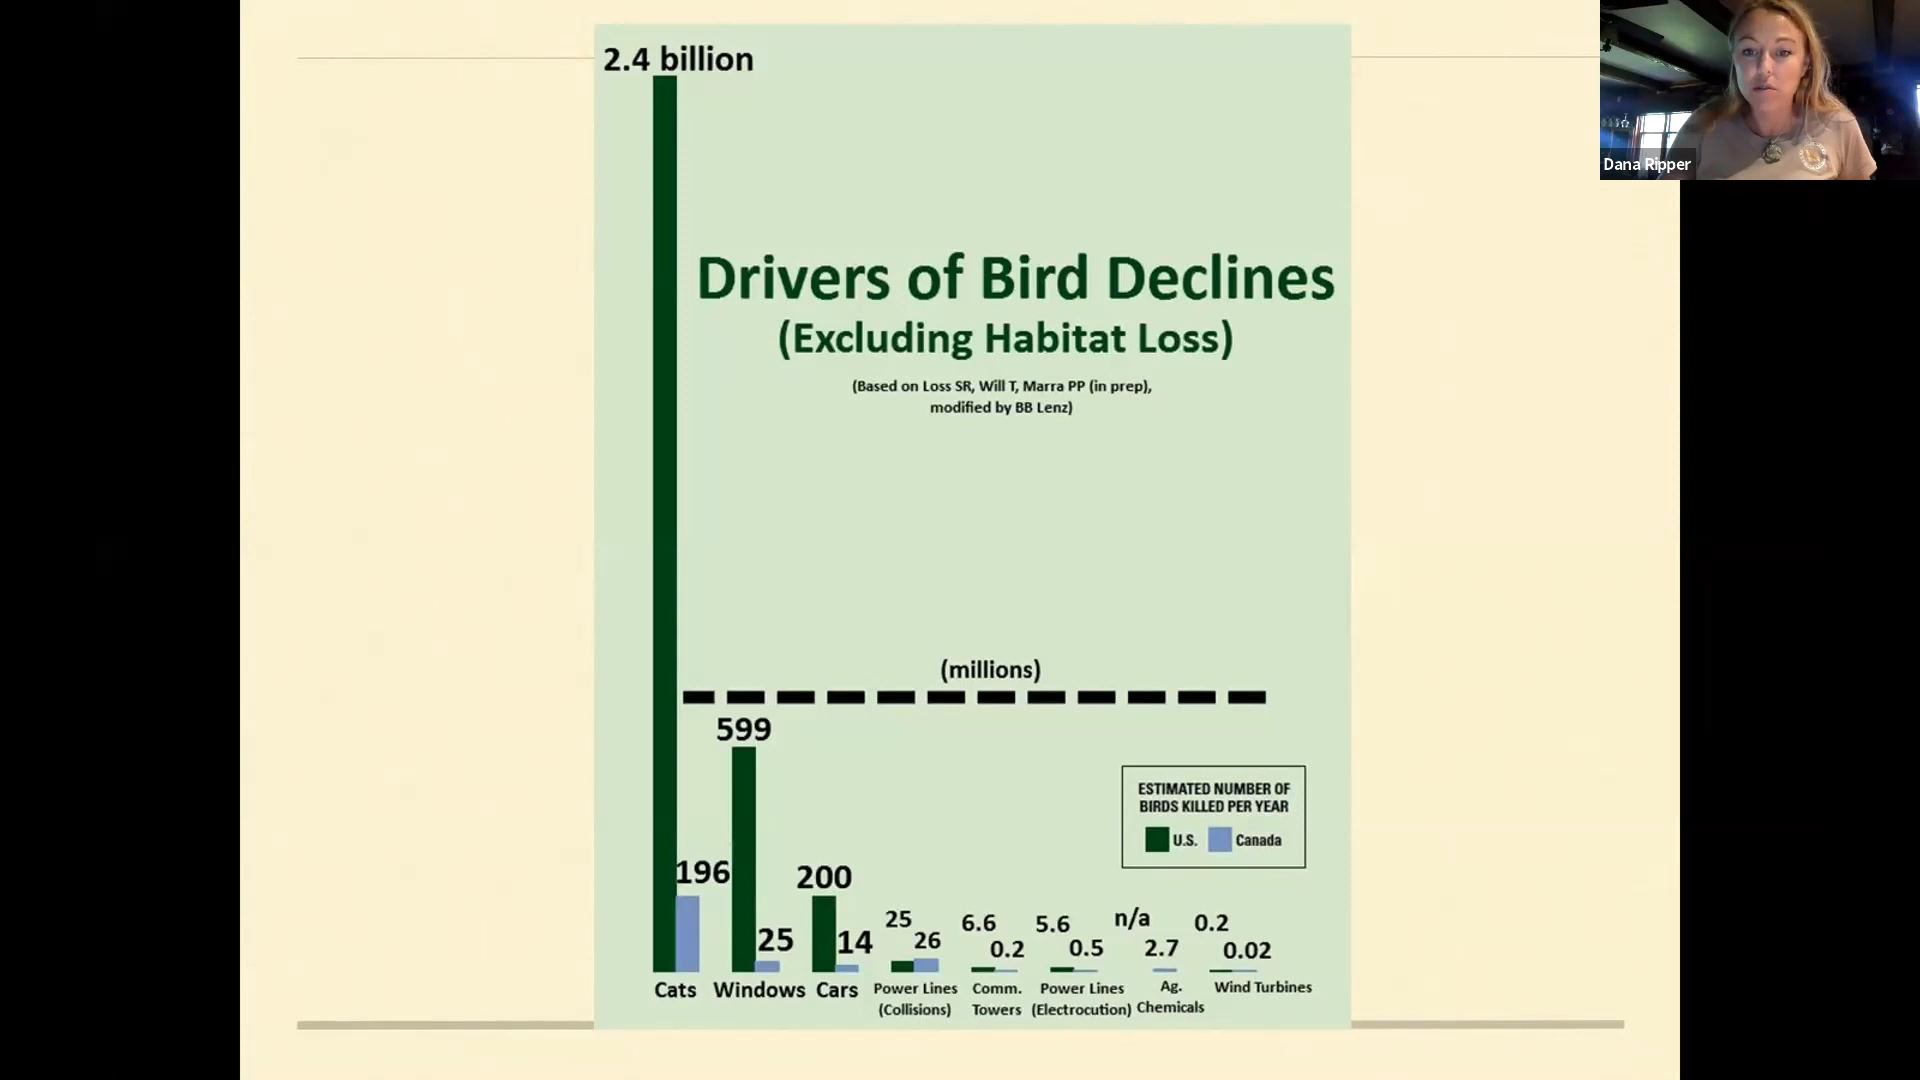 2.4 billion
Drivers of Bird Declines
(Excluding Habitat Loss)
(Based on Loss SR, Will T, Marra PP (in prep),
modified by BB Lenz)
(millions)
599
196
25
200
14
25
26
6.6
0.2
5.6
0.5
n/a
2.7
0.2
0.02
ESTIMATED NUMBER OF
BIRDS KILLED PER YEAR
U.S. Canada
Cats
Windows
Cars
Power Lines
(Collisions)
Comm.
Towers
Power Lines
(Electrocution)
Ag.
Chemicals
Wind Turbines
Dana Ripper